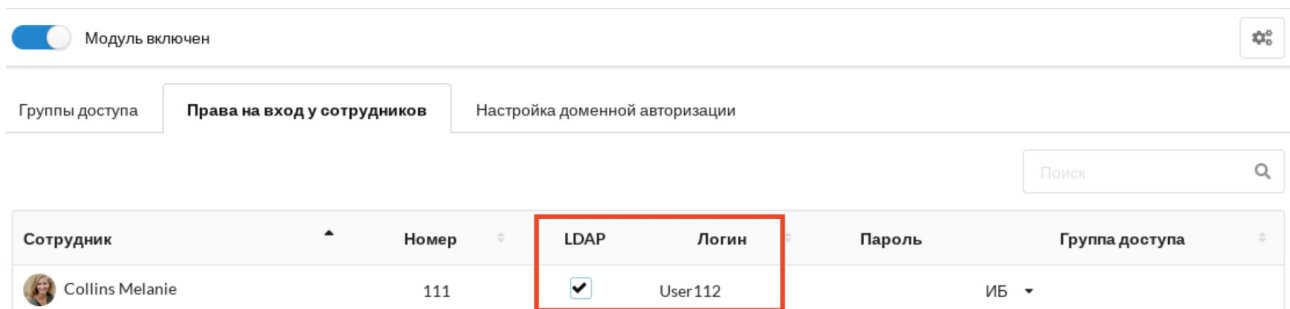 Модуль включен
Группы доступа Права на вход у сотрудников Настройка доменной авторизации
Поиск
Сотрудник Номер LDAP Логин Пароль Группа доступа
Collins Melanie 111 User112 ИБ